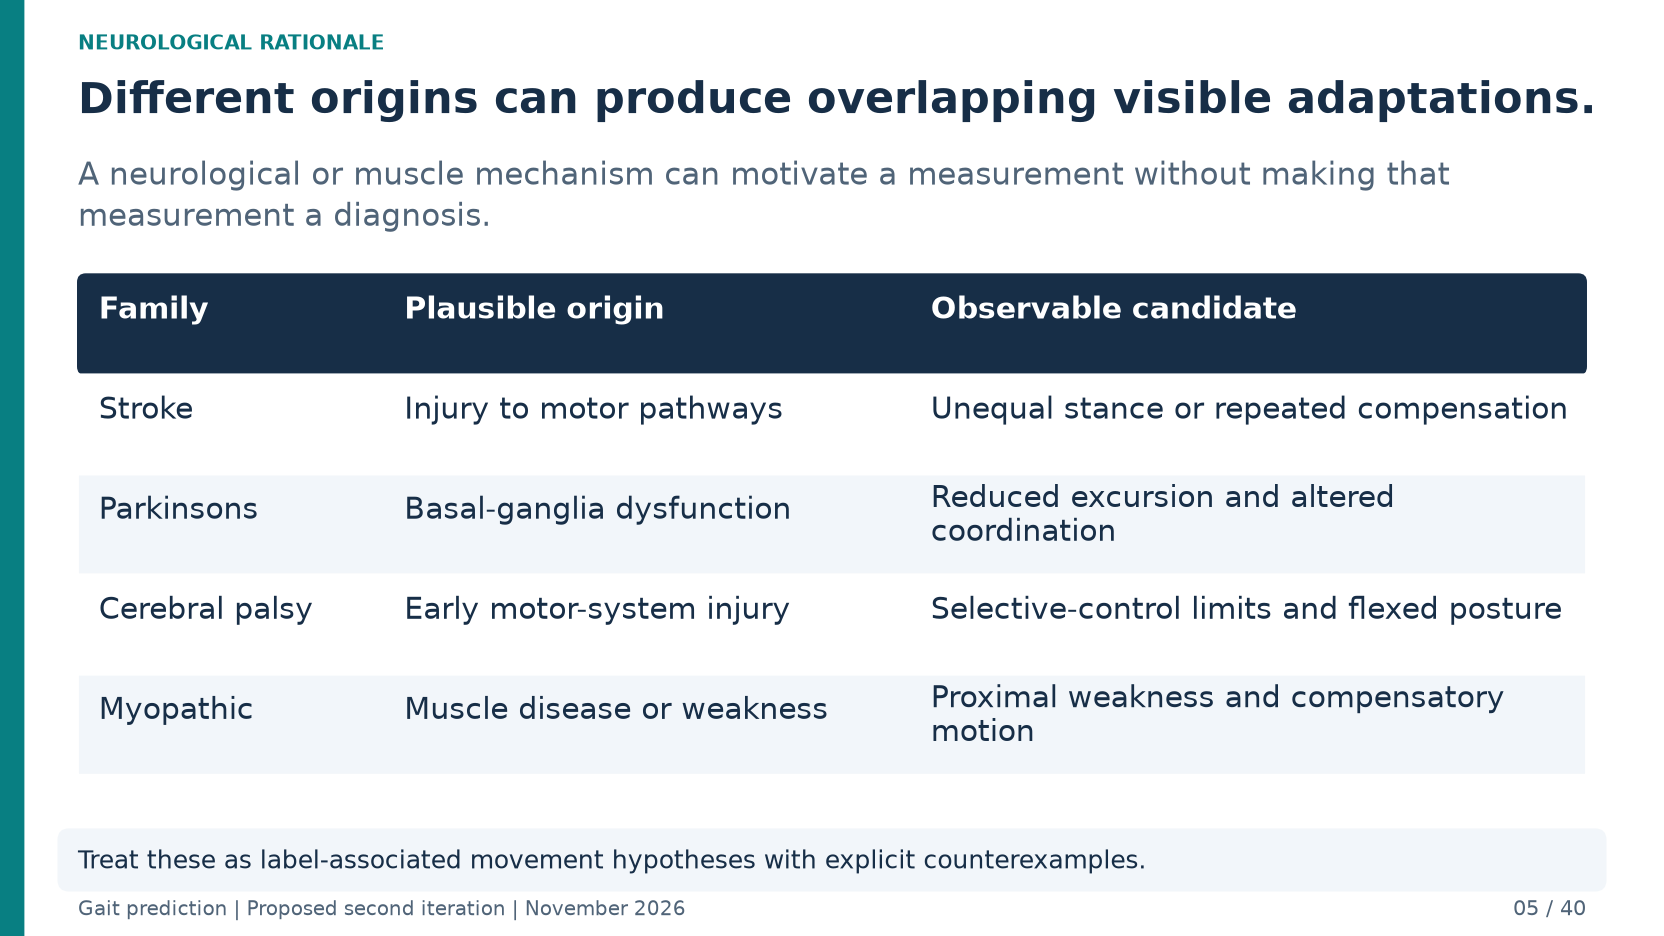 NEUROLOGICAL RATIONALE
Different origins can produce overlapping visible adaptations.
A neurological or muscle mechanism can motivate a measurement without making that
measurement a diagnosis.
Family Plausible origin Observable candidate
Stroke Injury to motor pathways Unequal stance or repeated compensation
Parkinsons Basal-ganglia dysfunction Reduced excursion and altered
coordination
Cerebral palsy Early motor-system injury Selective-control limits and flexed posture
Myopathic Muscle disease or weakness Proximal weakness and compensatory
motion
Treat these as label-associated movement hypotheses with explicit counterexamples.
Gait prediction | Proposed second iteration | November 2026 05 / 40